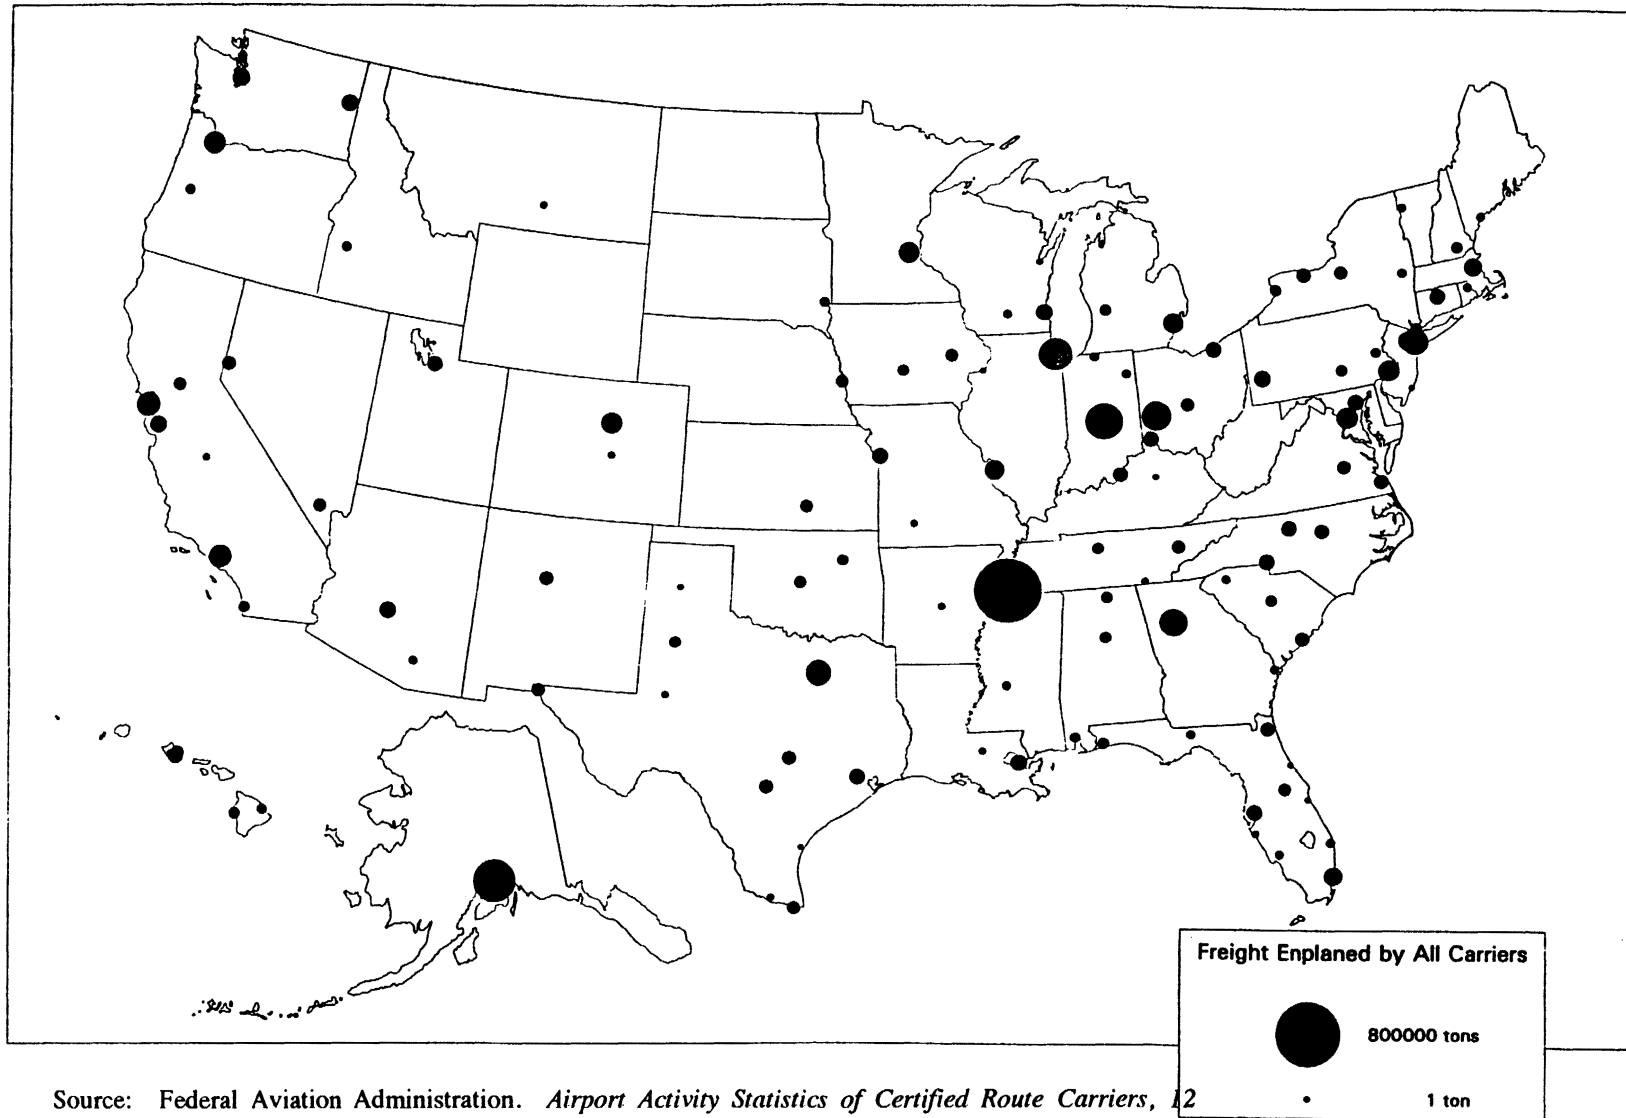 Freight Enplaned by All Carriers
800000 tons
1 ton
Source: Federal Aviation Administration. Airport Activity Statistics of Certified Route Carriers, 12